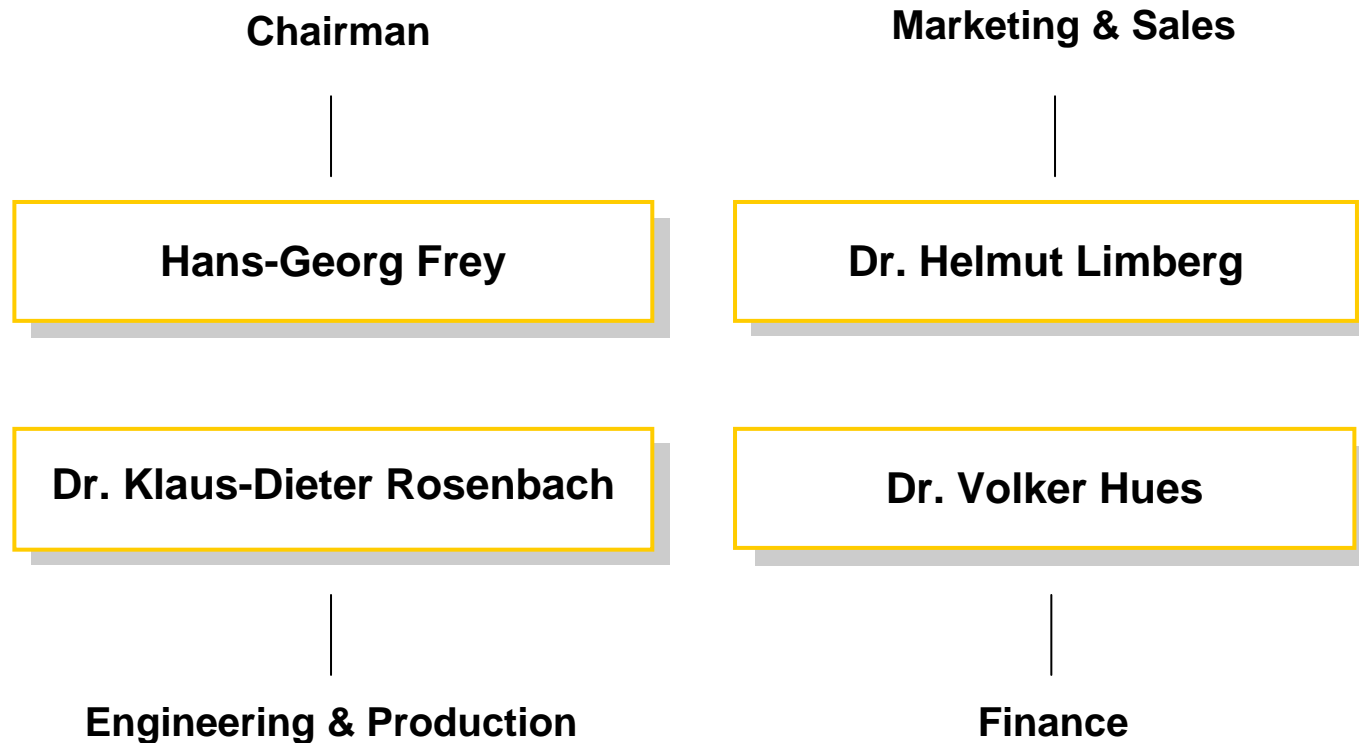 Chairman
Marketing & Sales
Hans-Georg Frey
Dr. Helmut Limberg
Dr. Klaus-Dieter Rosenbach
Dr. Volker Hues
Engineering & Production
Finance